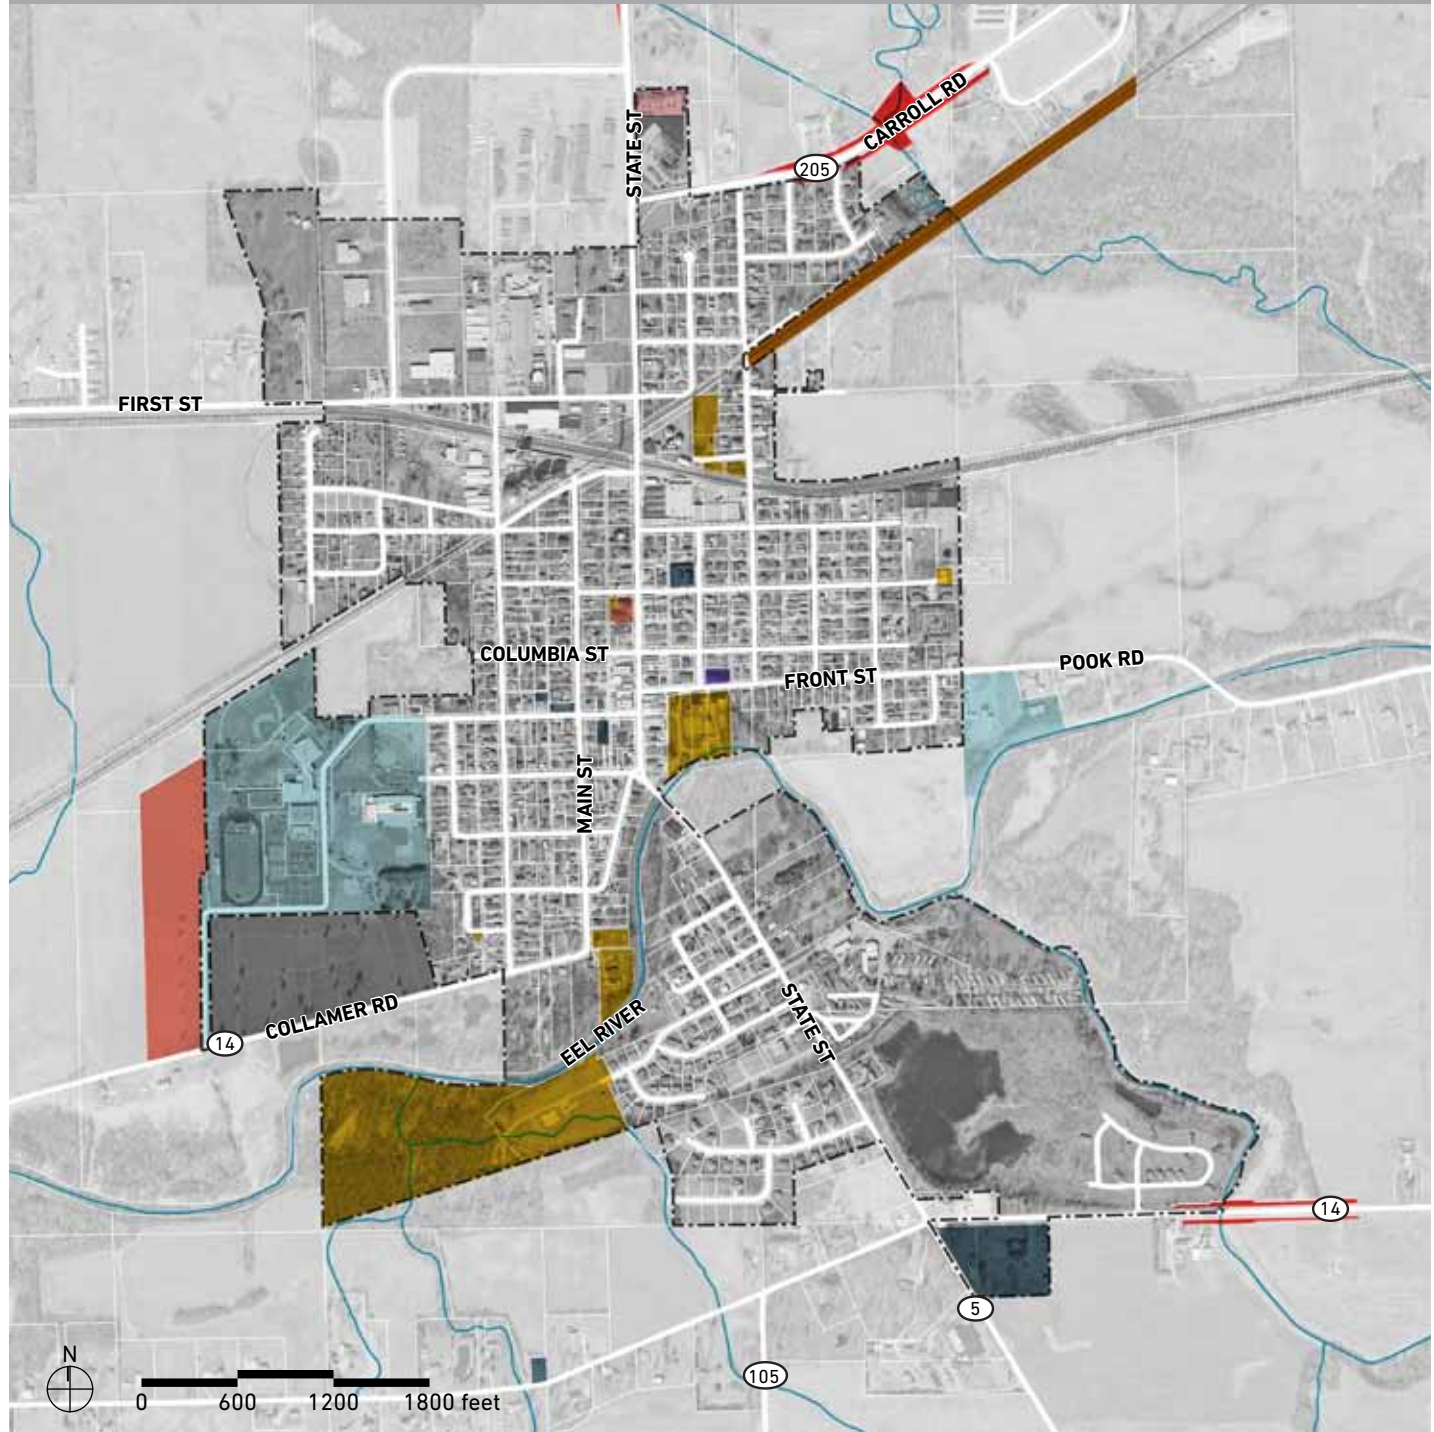 STATE ST
CARROLL RD
205
FIRST ST
COLUMBIA ST
FRONT ST
POOK RD
MAIN ST
STATE ST
COLLAMER RD
14
EEL RIVER
14
5
105
N
0 600 1200 1800 feet